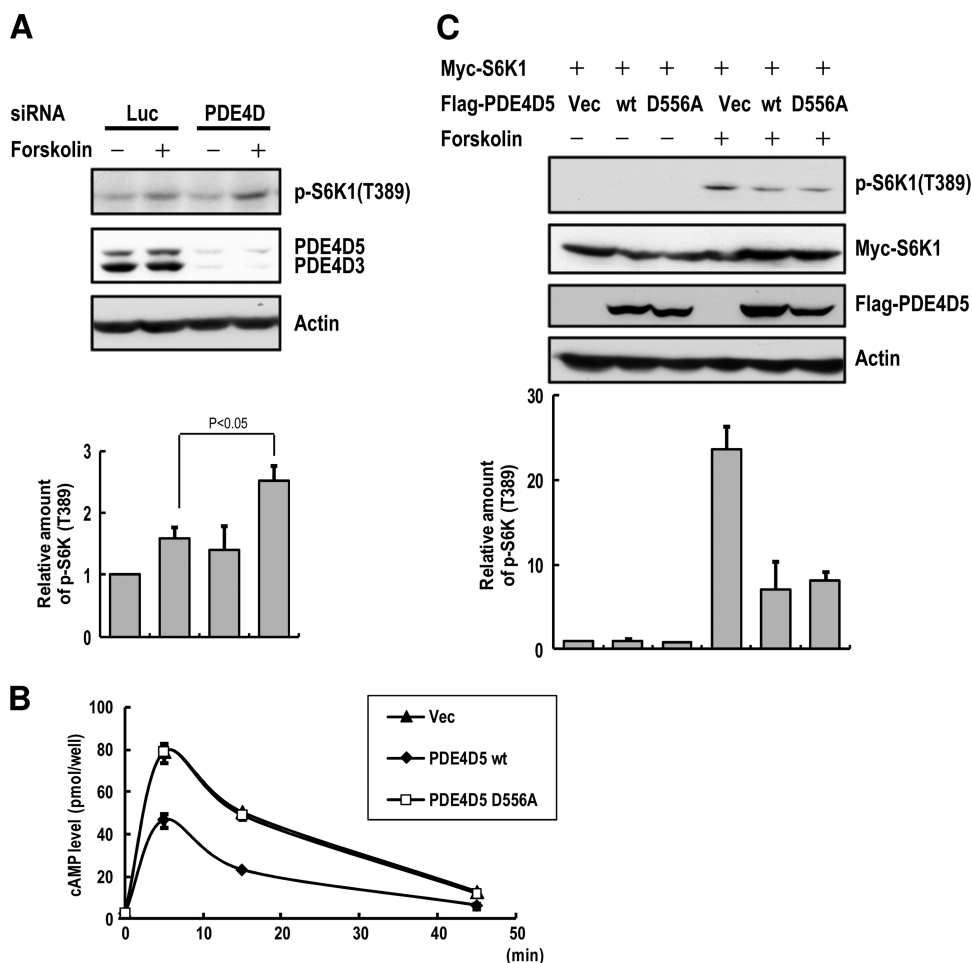 A
siRNA Luc PDE4D
Forskolin − + − +
p-S6K1(T389)
PDE4D5
PDE4D3
Actin
P<0.05
3
2
1
0
Relative amount
of p-S6K (T389)
C
Myc-S6K1 + + + + + +
Flag-PDE4D5 Vec wt D556A Vec wt D556A
Forskolin − − − + + +
p-S6K1(T389)
Myc-S6K1
Flag-PDE4D5
Actin
30
20
10
0
Relative amount
of p-S6K (T389)
B
100
80
60
40
20
0
cAMP level (pmol/well)
Vec
PDE4D5 wt
PDE4D5 D556A
0 10 20 30 40 50
(min)